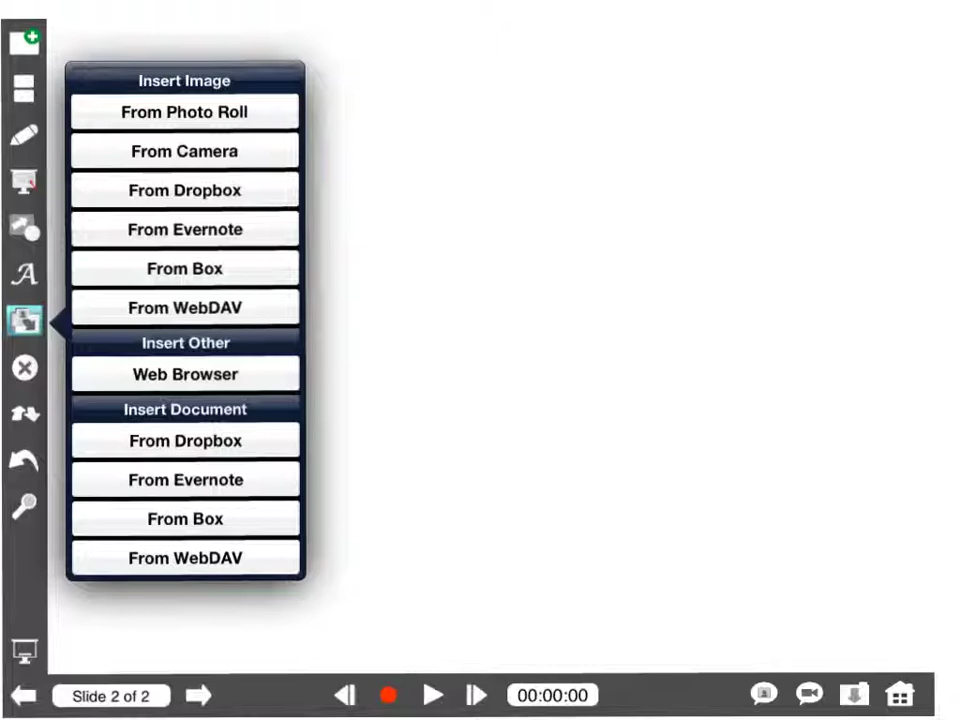 Insert Image
From Photo Roll
From Camera
From Dropbox
From Evernote
From Box
From WebDAV
Insert Other
Web Browser
Insert Document
From Dropbox
From Evernote
From Box
From WebDAV
Slide 2 of 2
00:00:00